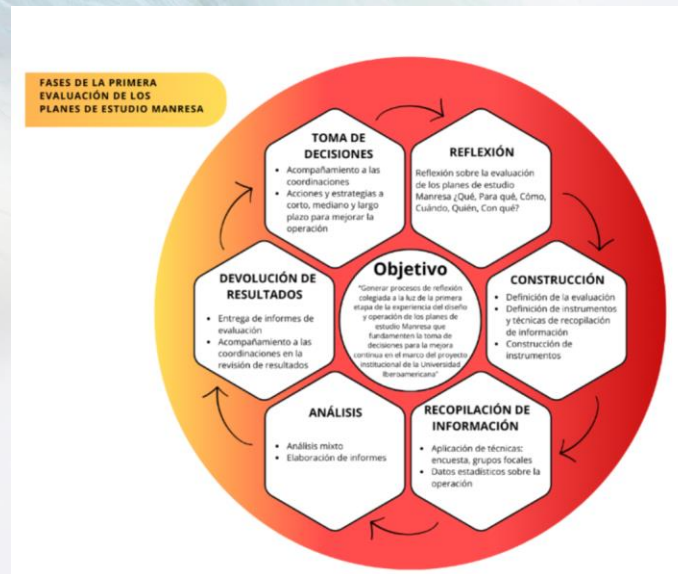 FASES DE LA PRIMERA
EVALUACIÓN DE LOS
PLANES DE ESTUDIO MANRESA
TOMA DE
DECISIONES
• Acompañamiento a las
coordinaciones
• Acciones y estrategias a
corto, mediano y largo
plazo para mejorar la
operación
REFLEXIÓN
Reflexión sobre la evaluación
de los planes de estudio
Manresa ¿Qué, Para qué, Cómo,
Cuándo, Quién, Con qué?
CONSTRUCCIÓN
• Definición de la evaluación
• Definición de instrumentos
y técnicas de recopilación
de información
• Construcción de
instrumentos
RECOPILACIÓN DE
INFORMACIÓN
• Aplicación de técnicas:
encuesta, grupos focales
• Datos estadísticos sobre la
operación
ANÁLISIS
• Análisis mixto
• Elaboración de informes
DEVOLUCIÓN DE
RESULTADOS
• Entrega de informes de
evaluación
• Acompañamiento a las
coordinaciones en la
revisión de resultados
Objetivo
"Generar procesos de reflexión
colegiada a la luz de la primera
etapa de la experiencia del diseño
y operación de los planes de
estudio Manresa que
fundamenten la toma de
decisiones para la mejora
continua en el marco del proyecto
institucional de la Universidad
Iberoamericana"